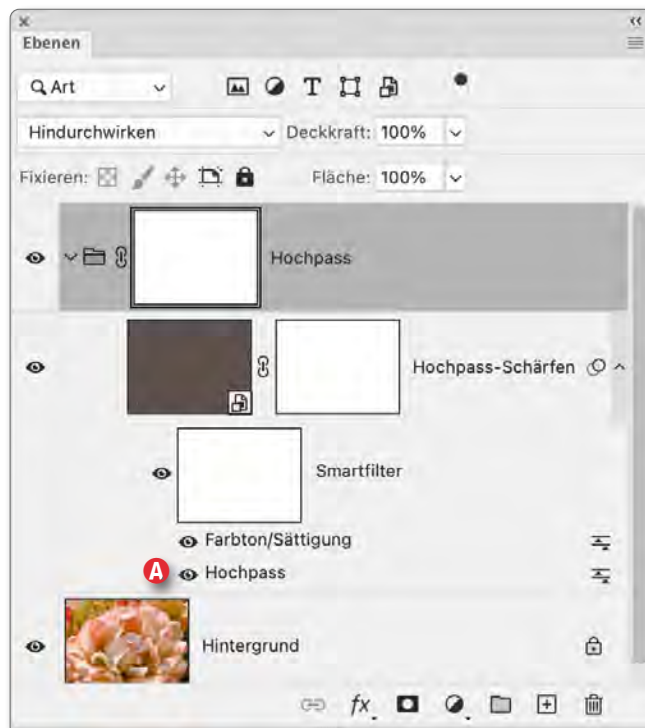 Ebenen
Art
Hindurchwirken Deckkraft: 100%
Fixieren: Fläche: 100%
Hochpass
Hochpass-Schärfen
Smartfilter
Farbton/Sättigung
A Hochpass
Hintergrund
fx